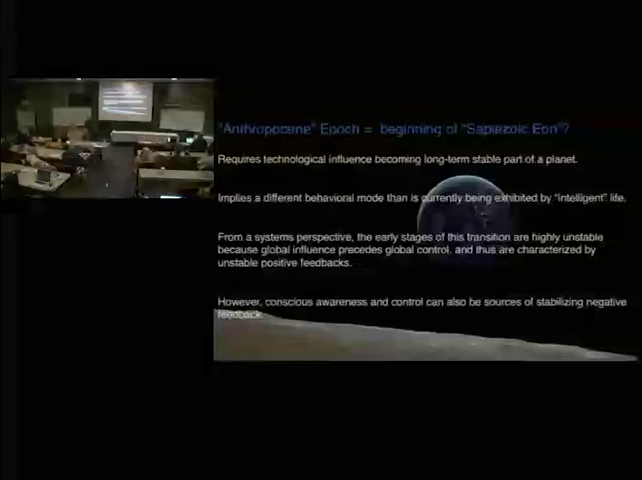 "Anthropocene" Epoch = beginning of "Sapiezoic Eon"?
Requires technological influence becoming long-term stable part of a planet.
Implies a different behavioral mode than is currently being exhibited by "intelligent" life.
From a systems perspective, the early stages of this transition are highly unstable
because global influence precedes global control, and thus are characterized by
unstable positive feedbacks.
However, conscious awareness and control can also be sources of stabilizing negative
feedback.